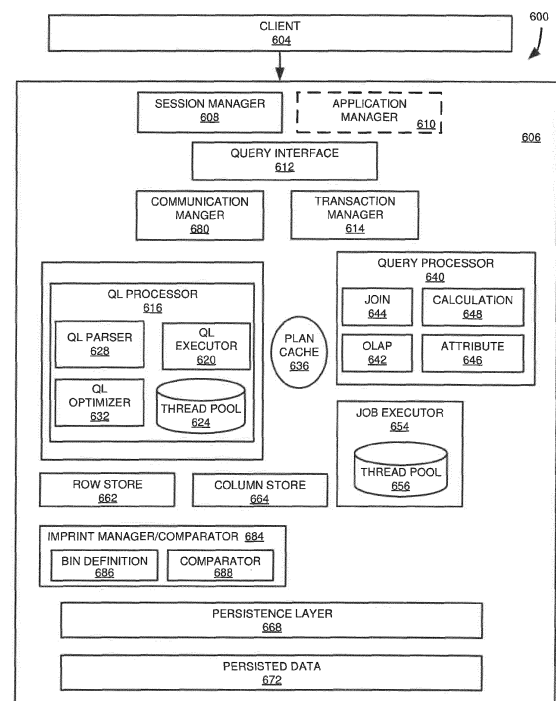 CLIENT
604
600
SESSION MANAGER
608
APPLICATION
MANAGER
610
606
QUERY INTERFACE
612
COMMUNICATION
MANGER
680
TRANSACTION
MANAGER
614
QUERY PROCESSOR
640
JOIN
644
CALCULATION
648
OLAP
642
ATTRIBUTE
646
QL PROCESSOR
616
QL PARSER
628
QL
EXECUTOR
620
QL
OPTIMIZER
632
THREAD POOL
624
PLAN
CACHE
636
JOB EXECUTOR
654
THREAD POOL
656
ROW STORE
662
COLUMN STORE
664
IMPRINT MANAGER/COMPARATOR 684
BIN DEFINITION
686
COMPARATOR
688
PERSISTENCE LAYER
668
PERSISTED DATA
672